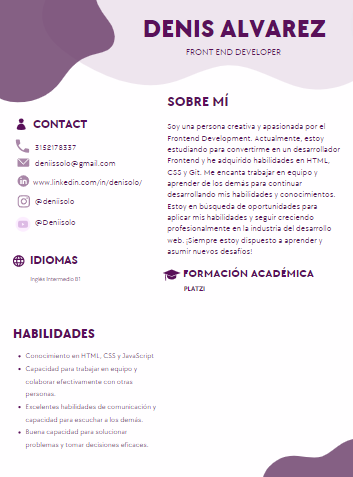 DENIS ALVAREZ
FRONT END DEVELOPER
CONTACT
3152178337
deniisolo@gmail.com
www.linkedin.com/in/denisolo/
@deniisolo
@Deniisolo
IDIOMAS
Inglés Intermedio B1
HABILIDADES
• Conocimiento en HTML, CSS y JavaScript
• Capacidad para trabajar en equipo y
colaborar efectivamente con otras
personas.
• Excelentes habilidades de comunicación y
capacidad para escuchar a los demás.
• Buena capacidad para solucionar
problemas y tomar decisiones eficaces.
SOBRE MÍ
Soy una persona creativa y apasionada por el
Frontend Development. Actualmente, estoy
estudiando para convertirme en un desarrollador
Frontend y he adquirido habilidades en HTML,
CSS y Git. Me encanta trabajar en equipo y
aprender de los demás para continuar
desarrollando mis habilidades y conocimientos.
Estoy en búsqueda de oportunidades para
aplicar mis habilidades y seguir creciendo
profesionalmente en la industria del desarrollo
web. ¡Siempre estoy dispuesto a aprender y
asumir nuevos desafíos!
FORMACIÓN ACADÉMICA
PLATZI